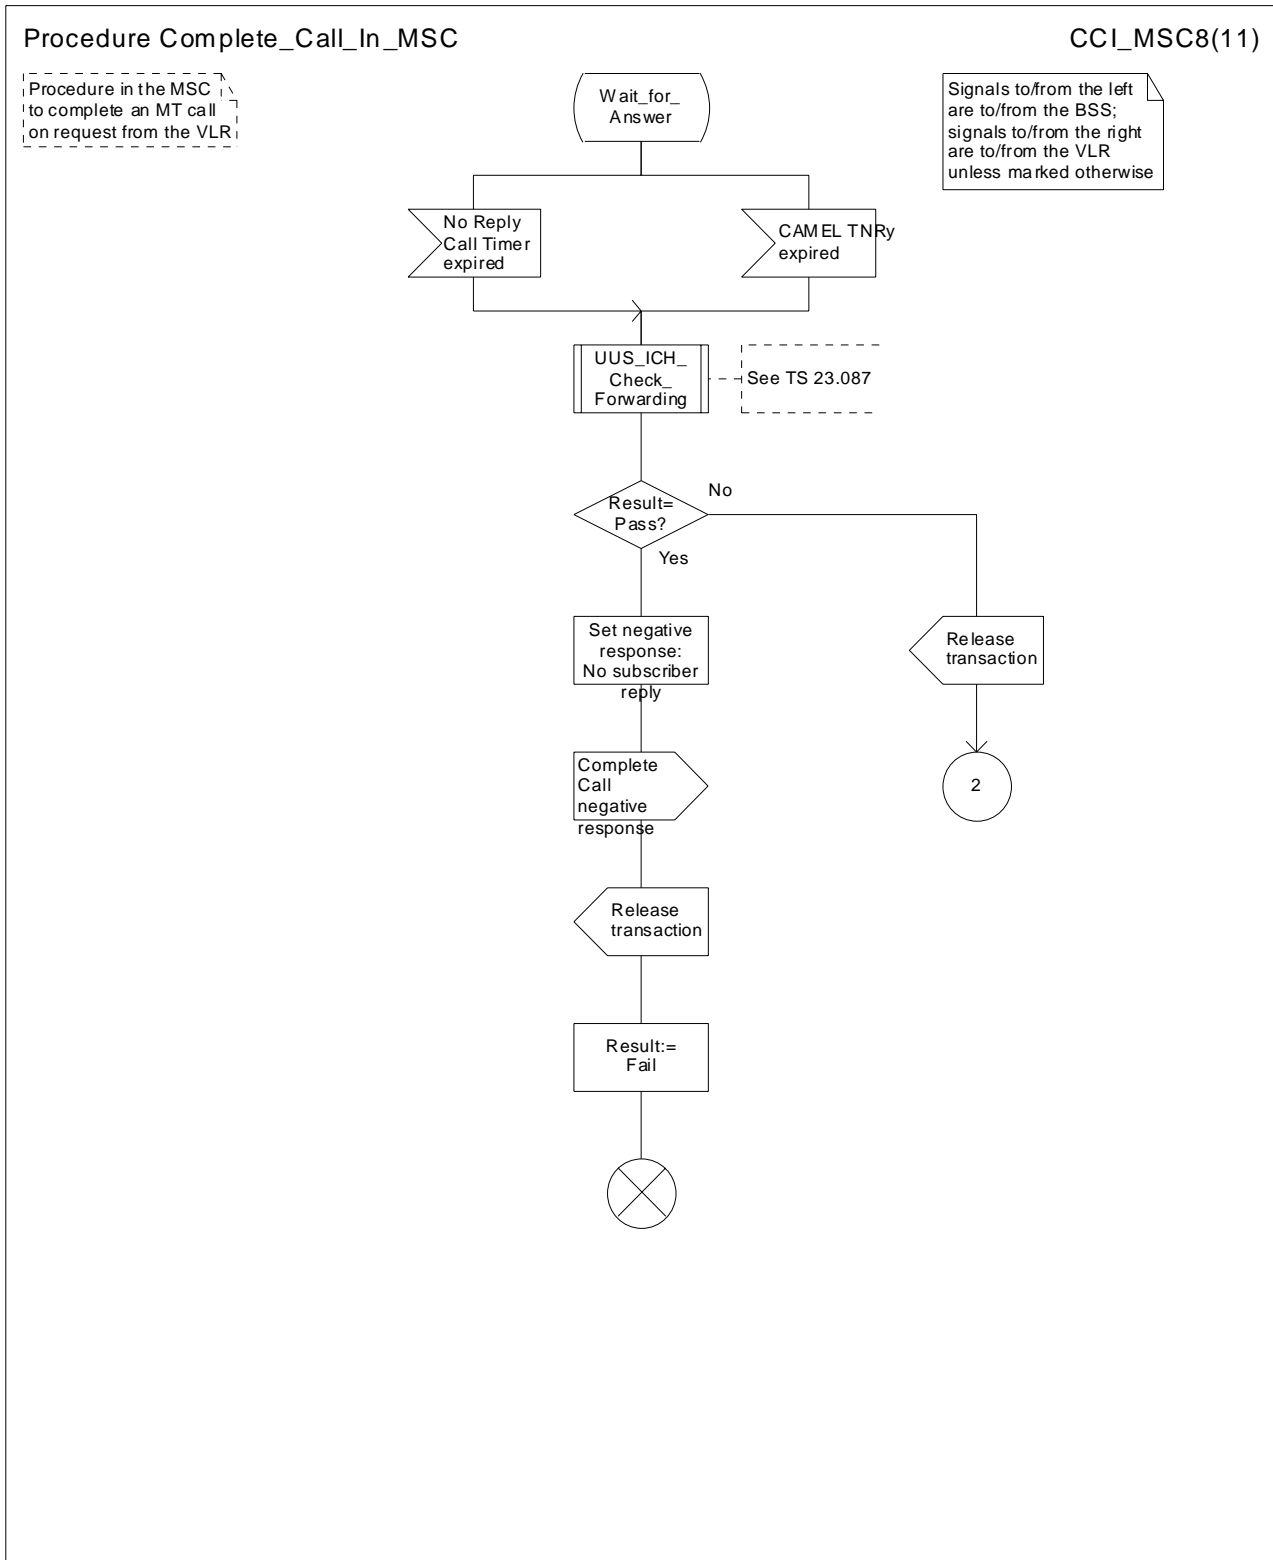 Procedure Complete_Call_In_MSC
CCI_MSC8(11)
Procedure in the MSC
to complete an MT call
on request from the VLR
Wait_for_
Answer
Signals to/from the left
are to/from the BSS;
signals to/from the right
are to/from the VLR
unless marked otherwise
No Reply
Call Timer
expired
CAMEL TNRy
expired
UUS_ICH_
Check_
Forwarding
See TS 23.087
Result=
Pass?
No
Yes
Set negative
response:
No subscriber
reply
Release
transaction
Complete
Call
negative
response
2
Release
transaction
Result:=
Fail